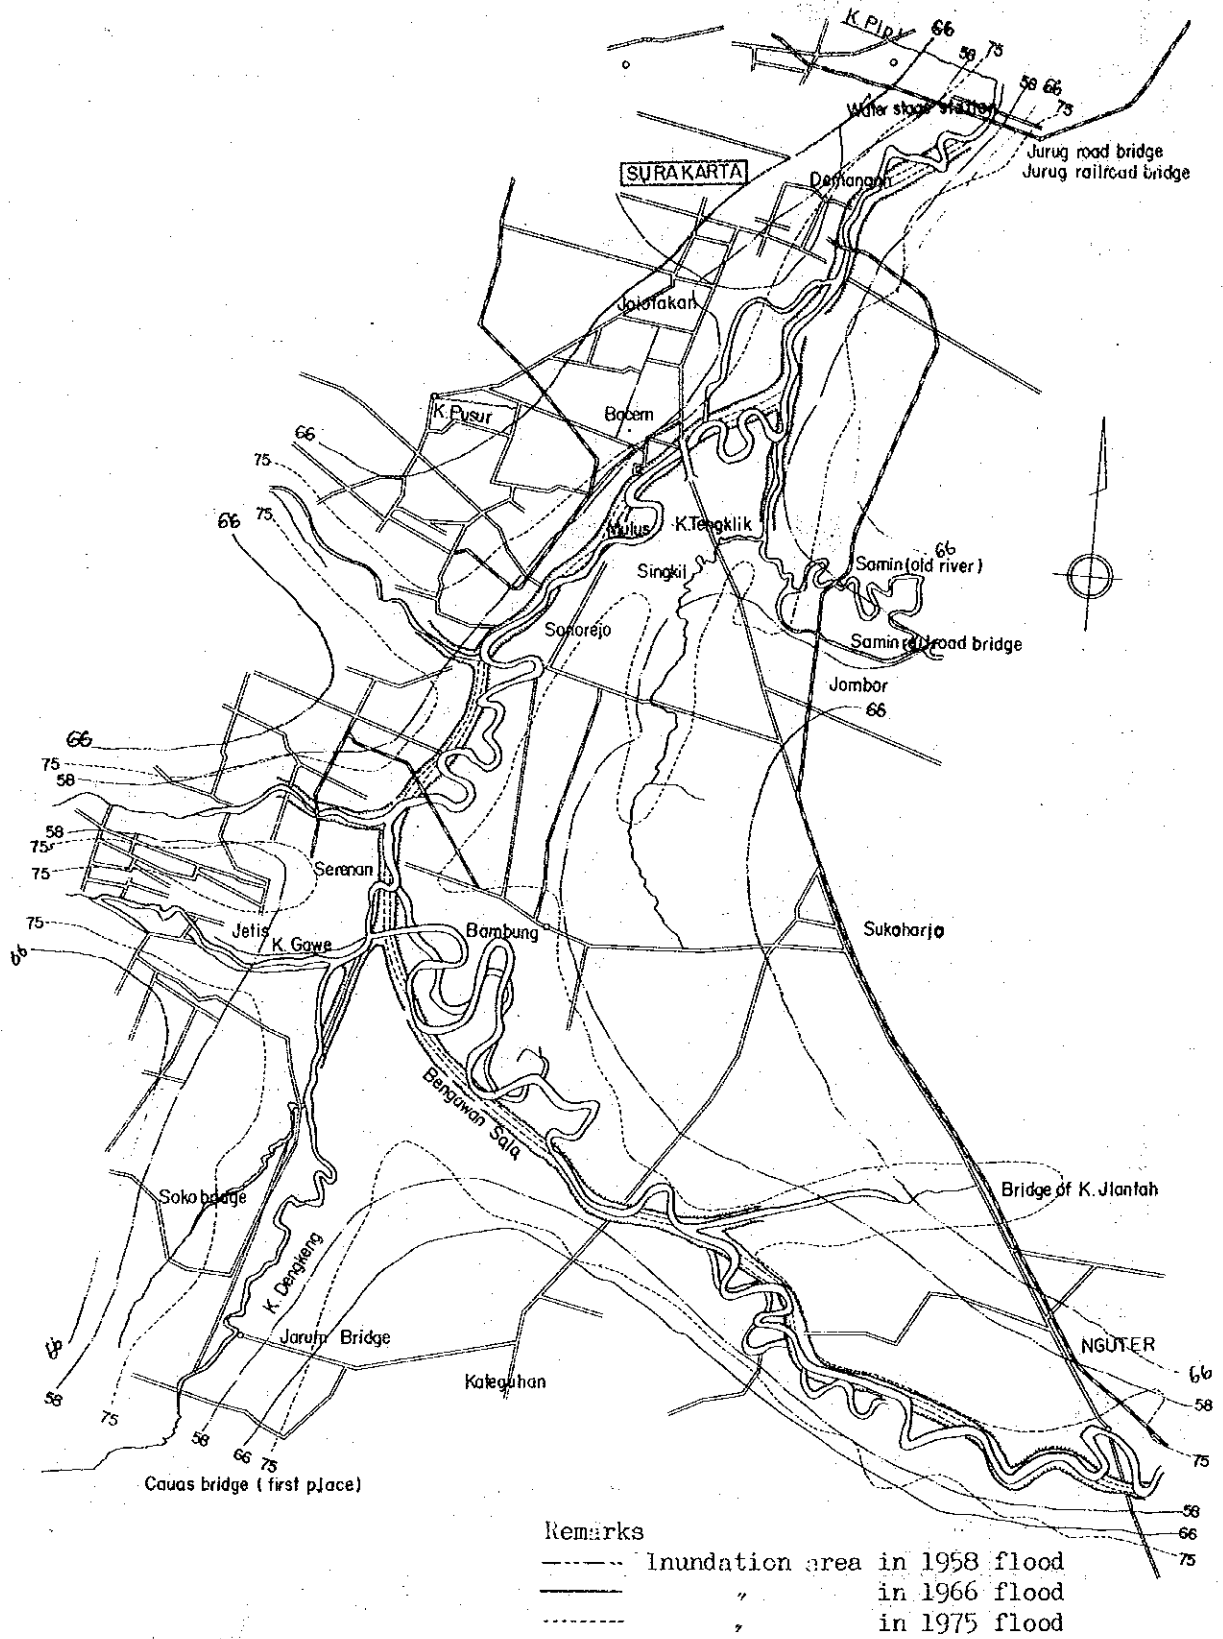 K. Pipi
66
58
75
58 66
75
Water stage station
Jurug road bridge
Jurug railroad bridge
SURAKARTA
Demangan
Jolotakan
K. Pusur
Bacem
66
75
66
75
Mulus
K.Tengklik
66
Singkil
Samin (old river)
Sonorejo
Samin railroad bridge
Jombor
66
66
75
58
58
75
75
Serenan
75
Jetis
K. Gawe
Bambung
Sukoharjo
66
Bengawan Sala
Soko bridge
Bridge of K. Jlantah
K. Dengkeng
Jarum Bridge
NGUTER
66
58
75
Kateguhan
66
58
58
66
75
75
Cauas bridge ( first place)
58
66
75
Remarks
Inundation area in 1958 flood
" in 1966 flood
" in 1975 flood